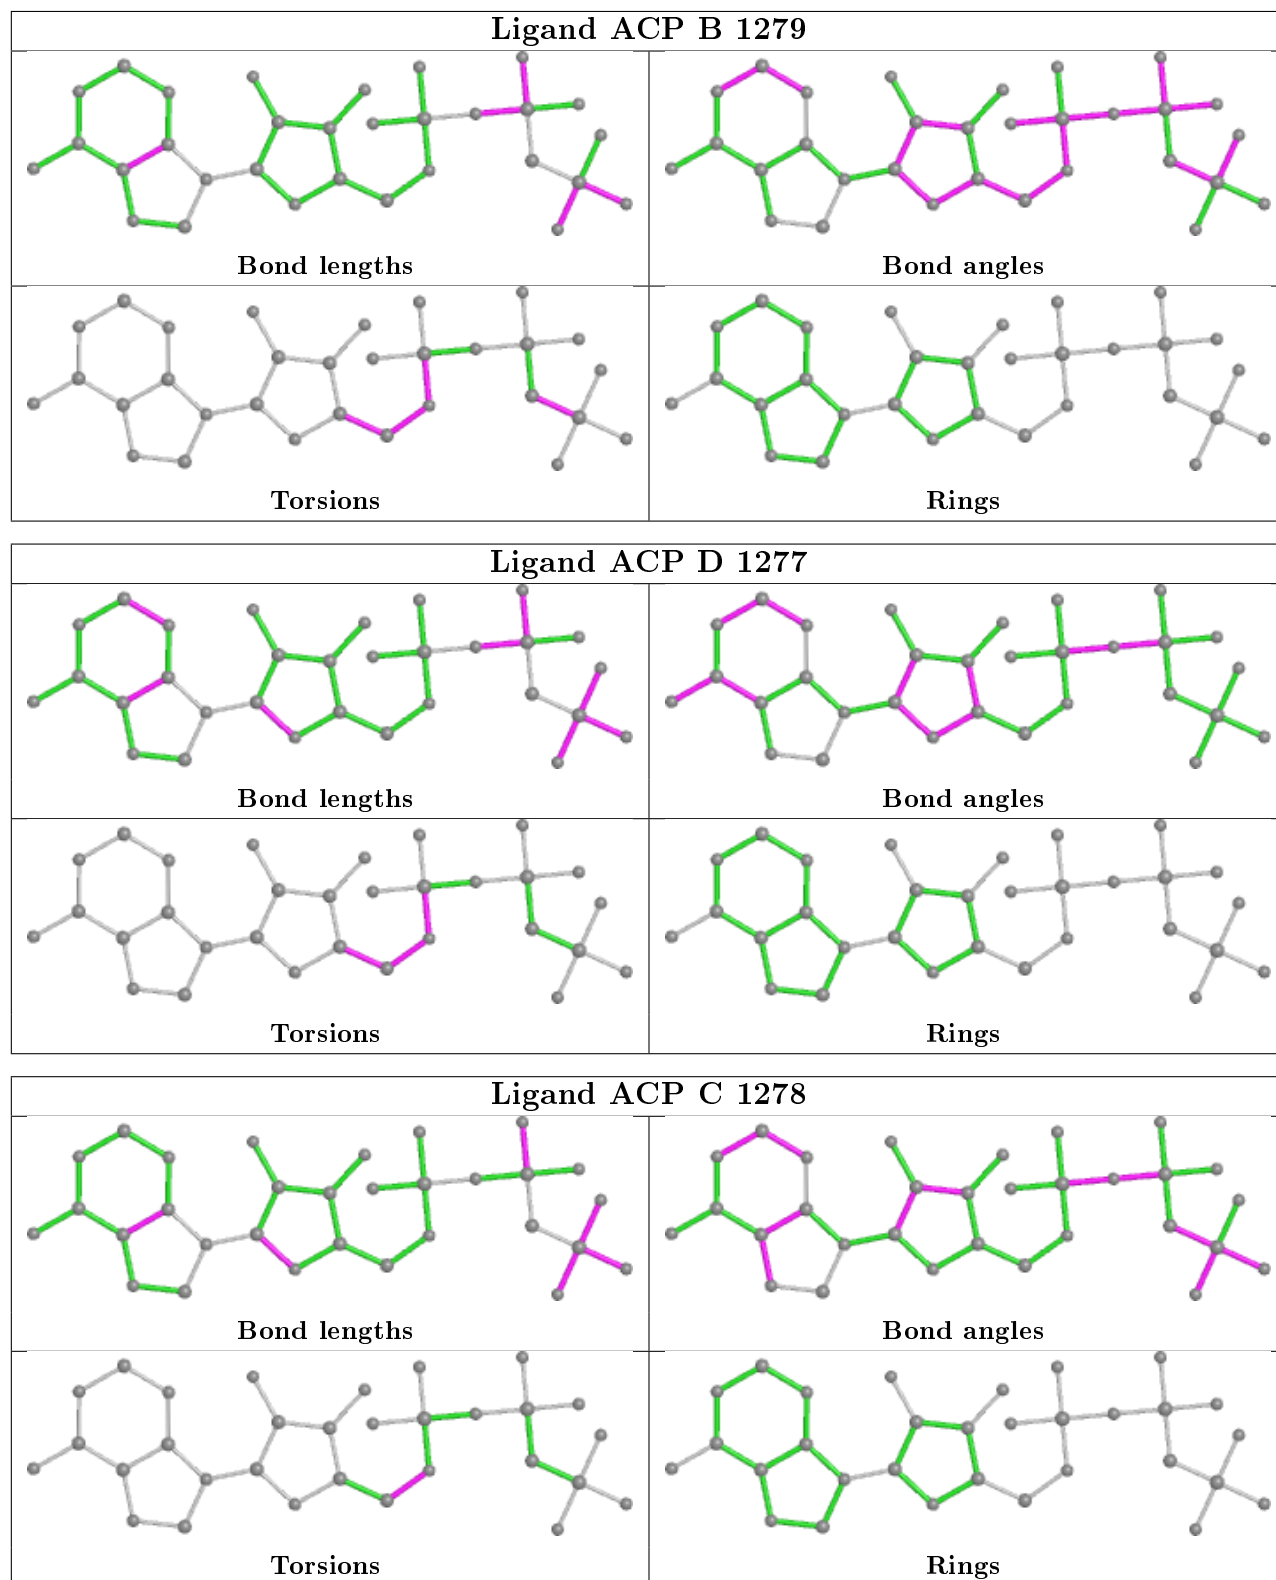 Ligand ACP B 1279
Bond lengths
Bond angles
Torsions
Rings
Ligand ACP D 1277
Bond lengths
Bond angles
Torsions
Rings
Ligand ACP C 1278
Bond lengths
Bond angles
Torsions
Rings